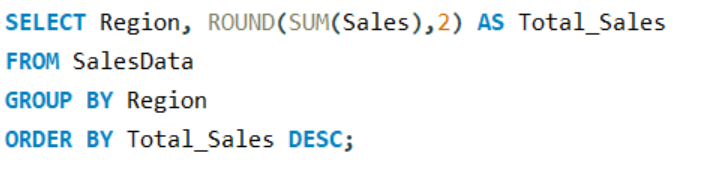 SELECT Region, ROUND(SUM(Sales),2) AS Total_Sales
FROM SalesData
GROUP BY Region
ORDER BY Total_Sales DESC;